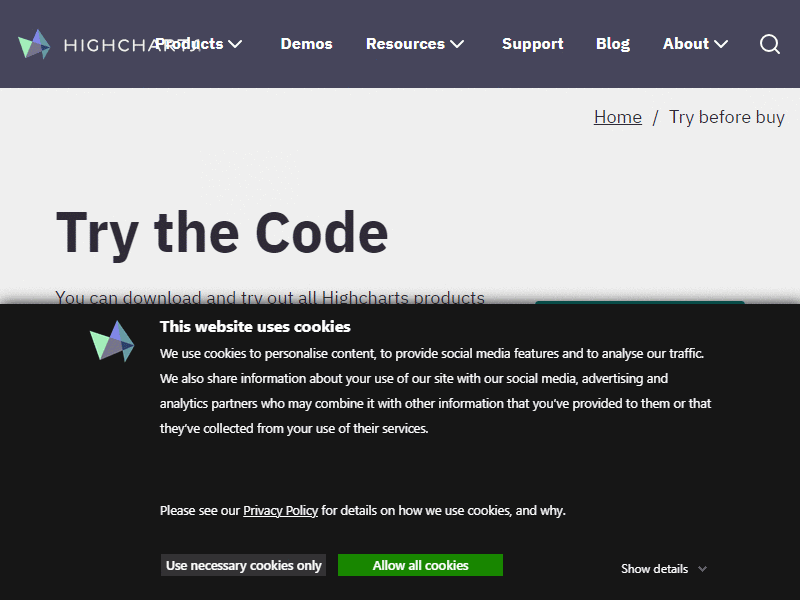 HIGHCHARTS Products Demos Resources Support Blog About
Home / Try before buy
Try the Code
You can download and try out all Highcharts products
This website uses cookies
We use cookies to personalise content, to provide social media features and to analyse our traffic.
We also share information about your use of our site with our social media, advertising and
analytics partners who may combine it with other information that you've provided to them or that
they've collected from your use of their services.
Please see our Privacy Policy for details on how we use cookies, and why.
Use necessary cookies only Allow all cookies Show details